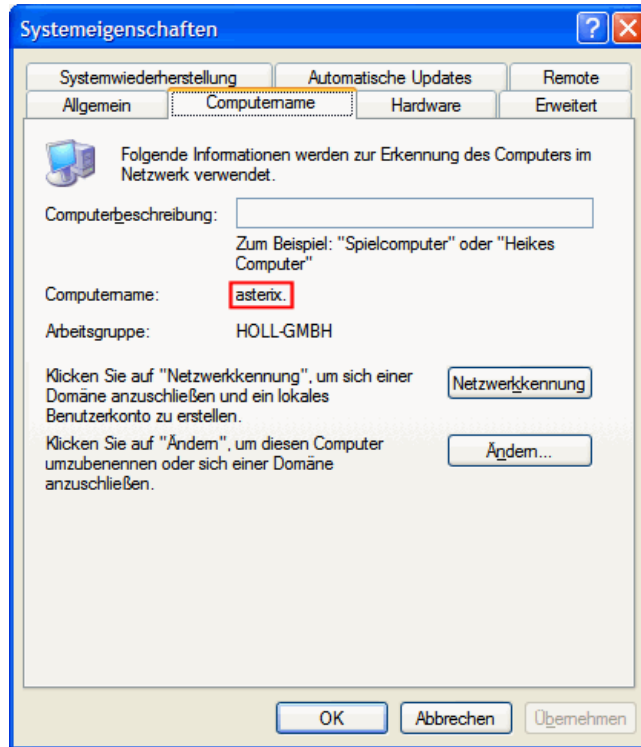 Systemeigenschaften
Systemwiederherstellung Automatische Updates Remote
Allgemein Computername Hardware Erweitert
Folgende Informationen werden zur Erkennung des Computers im
Netzwerk verwendet.
Computerbeschreibung:
Zum Beispiel: "Spielcomputer" oder "Heikes
Computer"
Computername: asterix.
Arbeitsgruppe: HOLL-GMBH
Klicken Sie auf "Netzwerkkennung", um sich einer
Domäne anzuschließen und ein lokales
Benutzerkonto zu erstellen.
Netzwerkkennung
Klicken Sie auf "Ändern", um diesen Computer
umzubenennen oder sich einer Domäne
anzuschließen.
Ändern...
OK Abbrechen Übernehmen